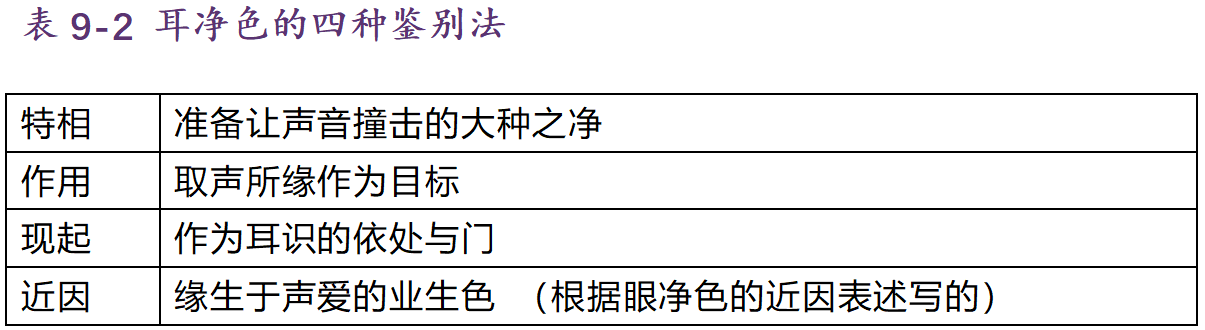 表 9-2 耳净色的四种鉴别法
特相 准备让声音撞击的大种之净
作用 取声所缘作为目标
现起 作为耳识的依处与门
近因 缘生于声爱的业生色 （根据眼净色的近因表述写的）